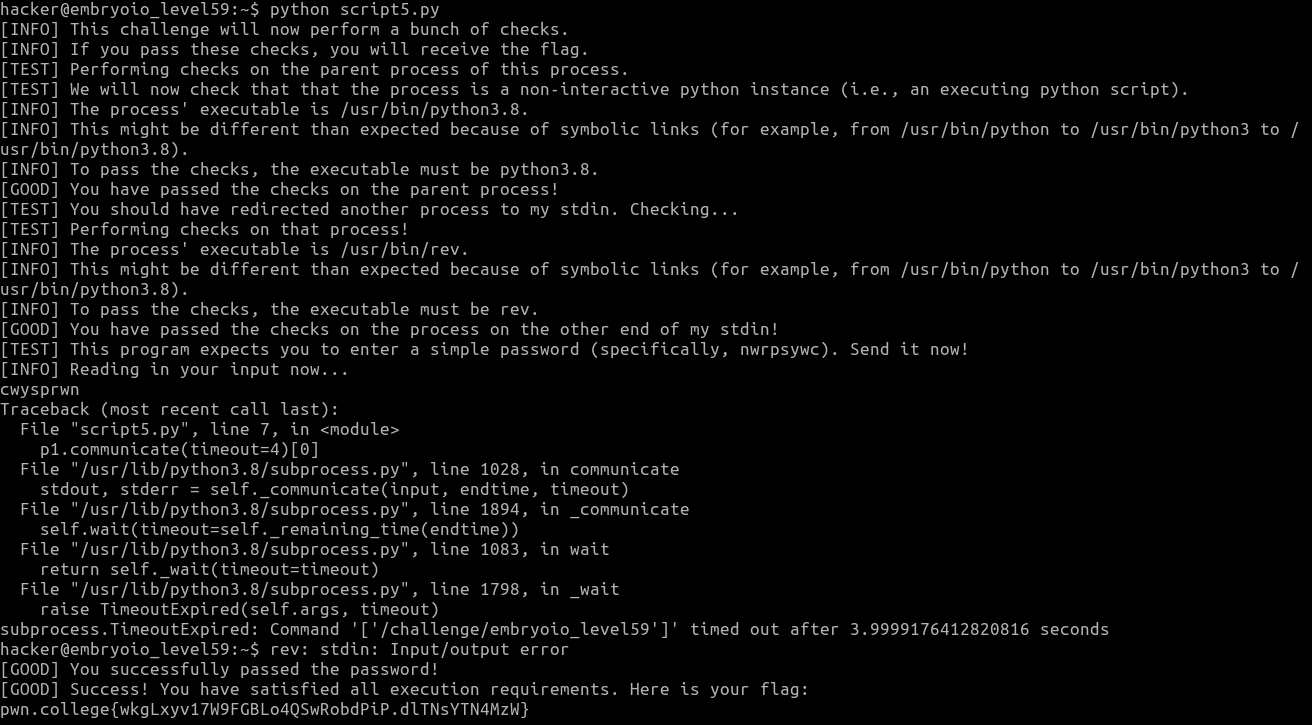 hacker@embryoio_level59:~$ python script5.py
[INFO] This challenge will now perform a bunch of checks.
[INFO] If you pass these checks, you will receive the flag.
[TEST] Performing checks on the parent process of this process.
[TEST] We will now check that that the process is a non-interactive python instance (i.e., an executing python script).
[INFO] The process' executable is /usr/bin/python3.8.
[INFO] This might be different than expected because of symbolic links (for example, from /usr/bin/python to /usr/bin/python3 to /
usr/bin/python3.8).
[INFO] To pass the checks, the executable must be python3.8.
[GOOD] You have passed the checks on the parent process!
[TEST] You should have redirected another process to my stdin. Checking...
[TEST] Performing checks on that process!
[INFO] The process' executable is /usr/bin/rev.
[INFO] This might be different than expected because of symbolic links (for example, from /usr/bin/python to /usr/bin/python3 to /
usr/bin/python3.8).
[INFO] To pass the checks, the executable must be rev.
[GOOD] You have passed the checks on the process on the other end of my stdin!
[TEST] This program expects you to enter a simple password (specifically, nwrpsywc). Send it now!
[INFO] Reading in your input now...
cwysprwn
Traceback (most recent call last):
  File "script5.py", line 7, in <module>
    p1.communicate(timeout=4)[0]
  File "/usr/lib/python3.8/subprocess.py", line 1028, in communicate
    stdout, stderr = self._communicate(input, endtime, timeout)
  File "/usr/lib/python3.8/subprocess.py", line 1894, in _communicate
    self.wait(timeout=self._remaining_time(endtime))
  File "/usr/lib/python3.8/subprocess.py", line 1083, in wait
    return self._wait(timeout=timeout)
  File "/usr/lib/python3.8/subprocess.py", line 1798, in _wait
    raise TimeoutExpired(self.args, timeout)
subprocess.TimeoutExpired: Command '['/challenge/embryoio_level59']' timed out after 3.9999176412820816 seconds
hacker@embryoio_level59:~$ rev: stdin: Input/output error
[GOOD] You successfully passed the password!
[GOOD] Success! You have satisfied all execution requirements. Here is your flag:
pwn.college{wkgLxyv17W9FGBLo4QSwRobdPiP.dlTNsYTN4MzW}